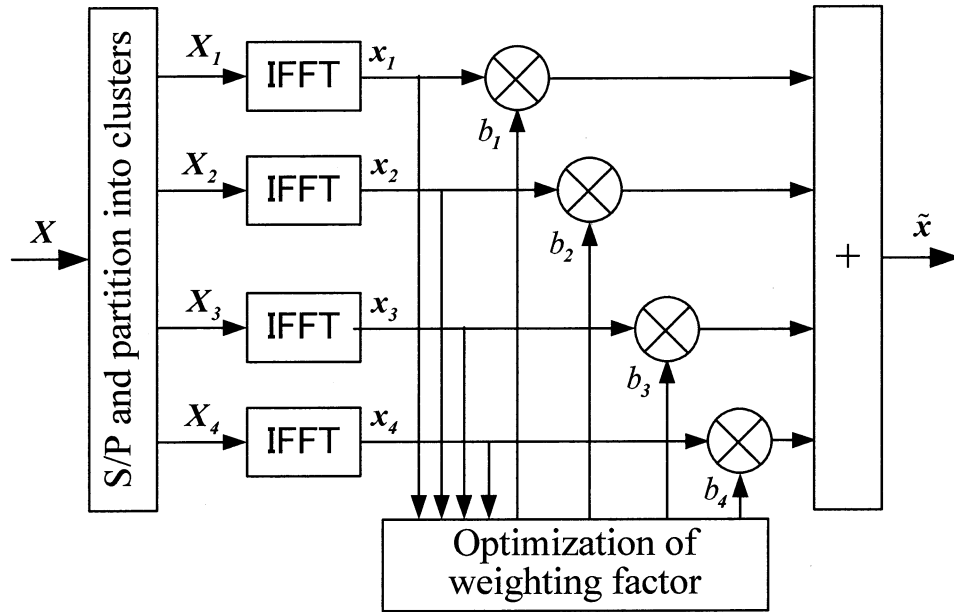 S/P and partition into clusters
X
X1 IFFT x1
b1
X2 IFFT x2
b2
X3 IFFT x3
b3
X4 IFFT x4
b4
+
x̃
Optimization of
weighting factor